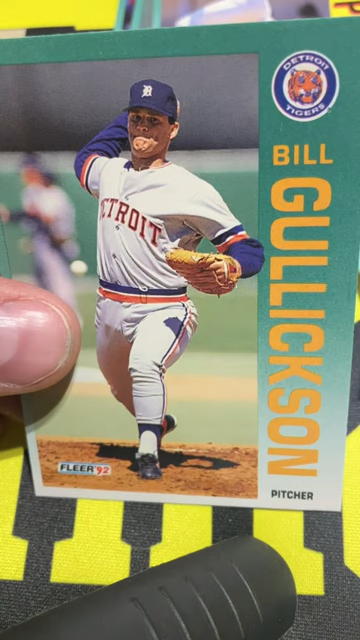 DETROIT
TIGERS
BILL
GULLICKSON
DETROIT
FLEER '92
PITCHER